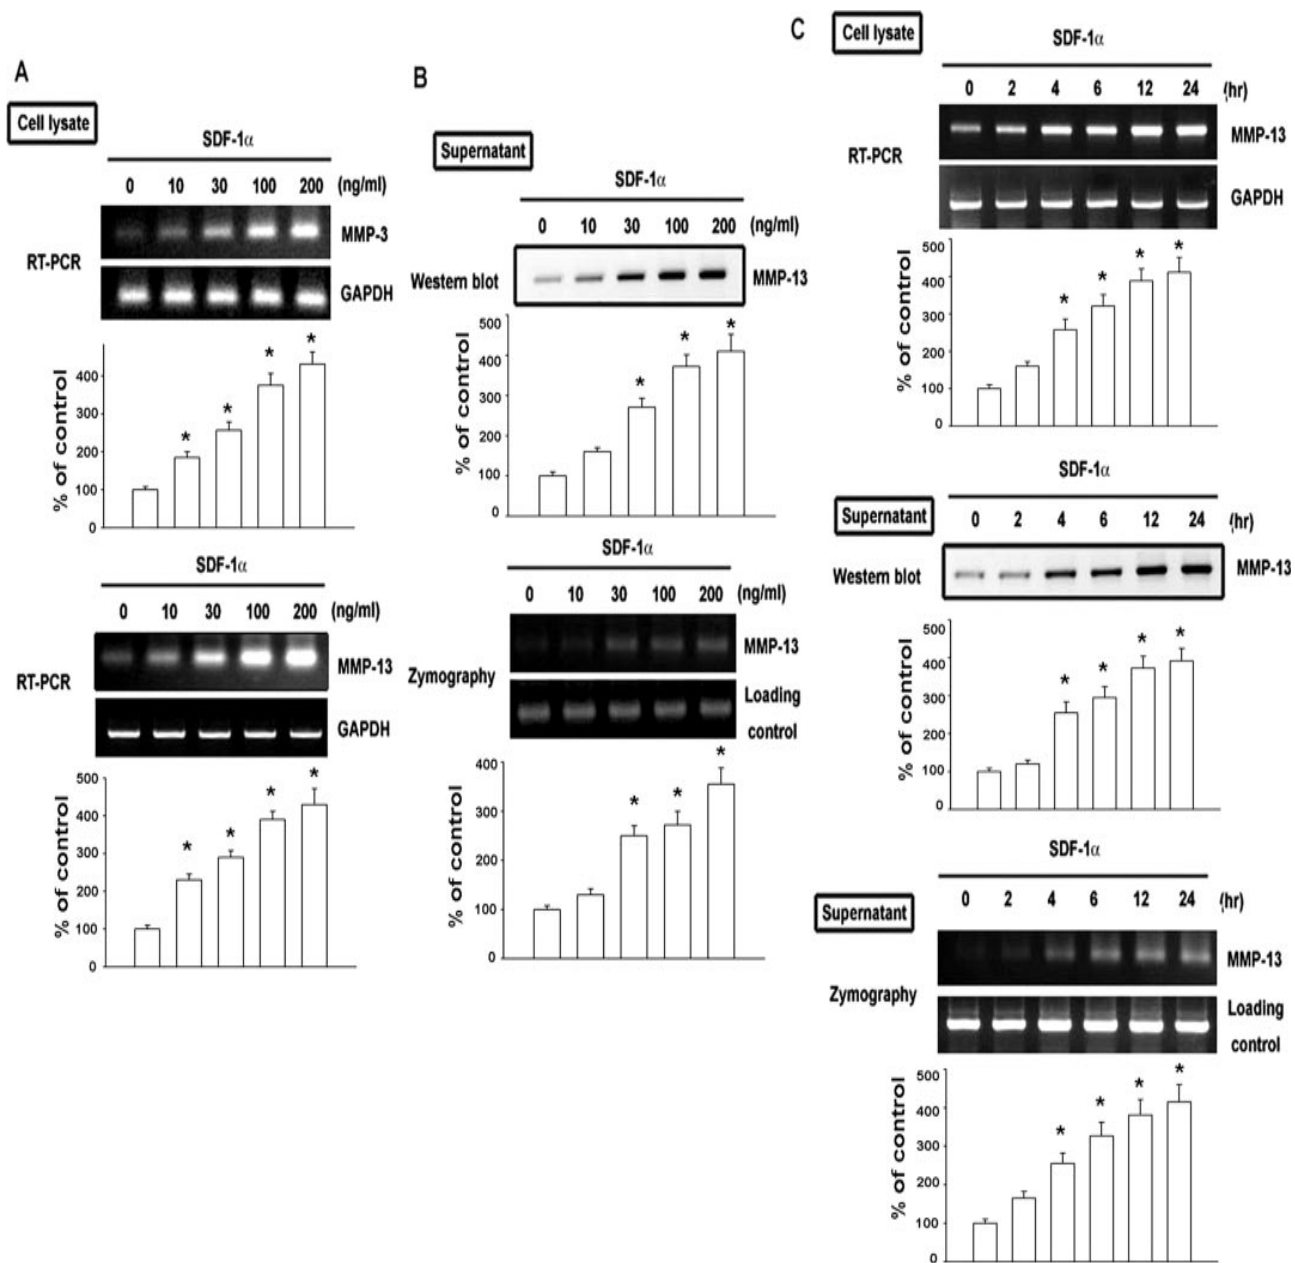 A
Cell lysate
SDF-1α
0 10 30 100 200 (ng/ml)
RT-PCR
MMP-3
GAPDH
% of control
400
300
200
100
0
* * * *
SDF-1α
0 10 30 100 200 (ng/ml)
RT-PCR
MMP-13
GAPDH
% of control
500
400
300
200
100
0
* * * *
B
Supernatant
SDF-1α
0 10 30 100 200 (ng/ml)
Western blot
MMP-13
% of control
500
400
300
200
100
0
* * *
SDF-1α
0 10 30 100 200 (ng/ml)
Zymography
MMP-13
Loading
control
% of control
400
300
200
100
0
* * *
C
Cell lysate
SDF-1α
0 2 4 6 12 24 (hr)
RT-PCR
MMP-13
GAPDH
% of control
500
400
300
200
100
0
* * * *
SDF-1α
Supernatant
0 2 4 6 12 24 (hr)
Western blot
MMP-13
% of control
500
400
300
200
100
0
* * * *
SDF-1α
Supernatant
0 2 4 6 12 24 (hr)
Zymography
MMP-13
Loading
control
% of control
500
400
300
200
100
0
* * * *